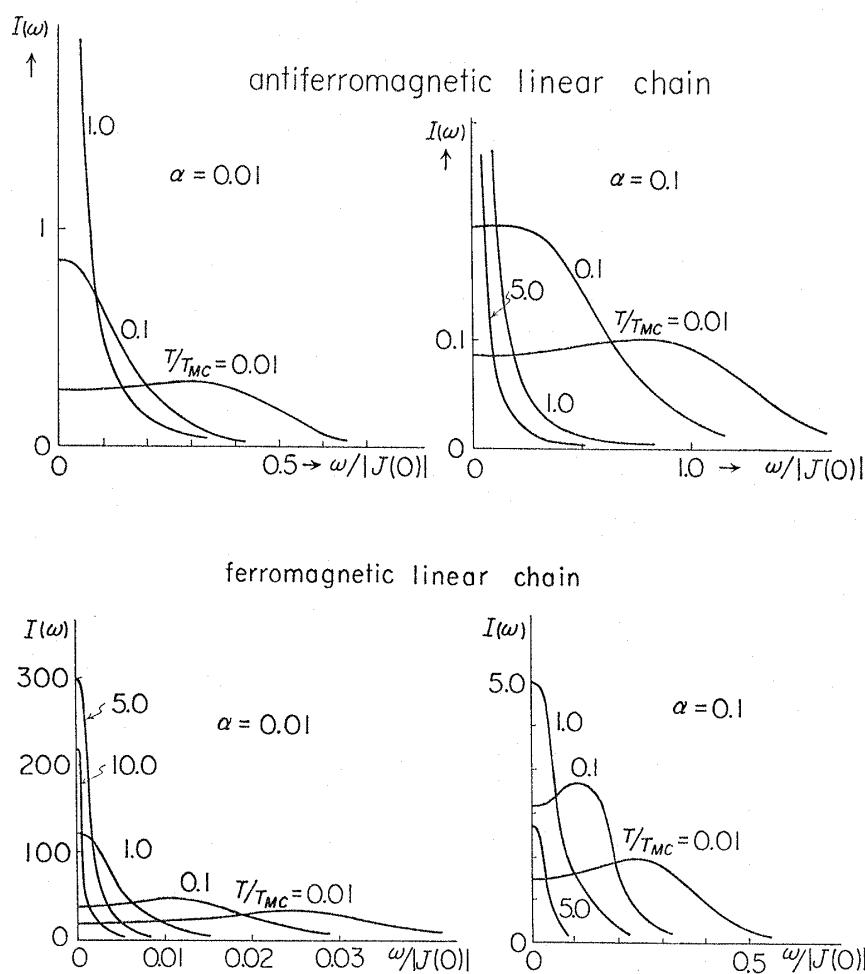 antiferromagnetic linear chain
I(ω)
↑
1.0
α = 0.01
1
0.1
T/T_MC = 0.01
0
0 0.5 → ω/|J(0)|
I(ω)
↑
α = 0.1
0.1
5.0
T/T_MC = 0.01
0.1
1.0
0
0 1.0 → ω/|J(0)|
ferromagnetic linear chain
I(ω)
300
5.0
α = 0.01
200
10.0
100
1.0
0.1
T/T_MC = 0.01
0
0 0.01 0.02 0.03 ω/|J(0)|
I(ω)
5.0
1.0
α = 0.1
0.1
T/T_MC = 0.01
5.0
0
0 0.5 ω/|J(0)|